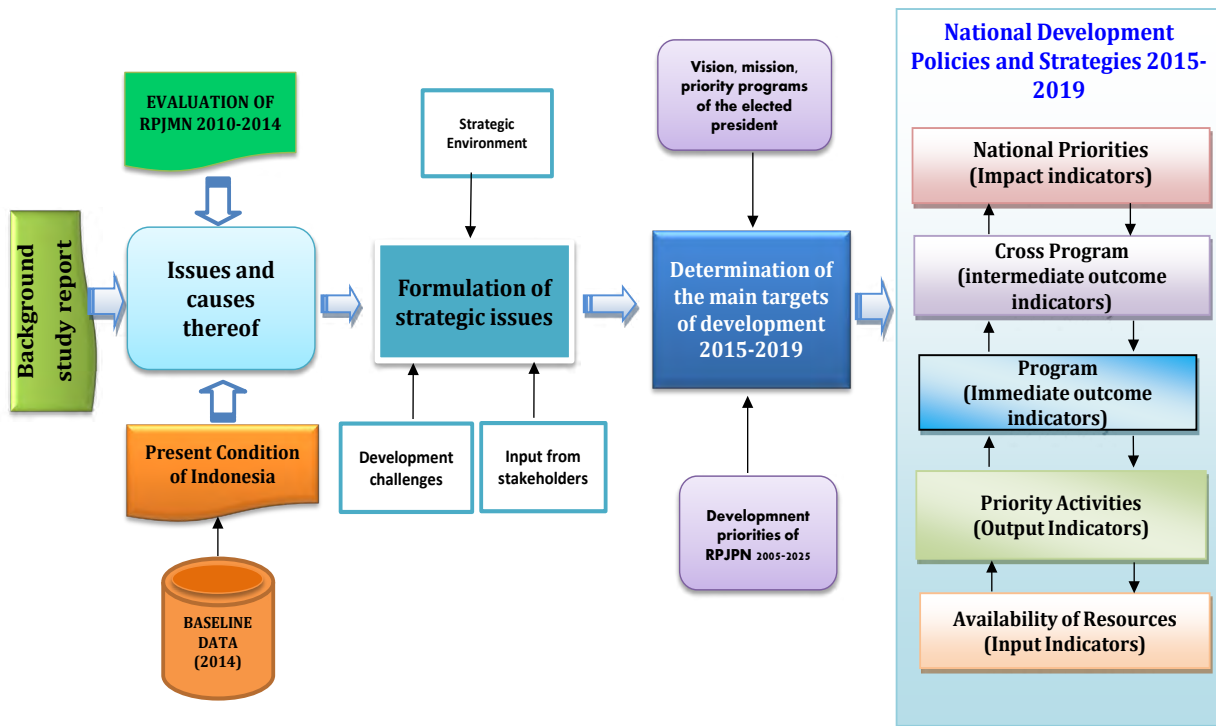 EVALUATION OF
RPJMN 2010-2014
Background
study report
Issues and
causes
thereof
Present Condition
of Indonesia
BASELINE
DATA
(2014)
Strategic
Environment
Formulation of
strategic issues
Development
challenges
Input from
stakeholders
Vision, mission,
priority programs
of the elected
president
Determination of
the main targets
of development
2015-2019
Developmnent
priorities of
RPJPN 2005-2025
National Development
Policies and Strategies 2015-
2019
National Priorities
(Impact indicators)
Cross Program
(intermediate outcome
indicators)
Program
(Immediate outcome
indicators)
Priority Activities
(Output Indicators)
Availability of Resources
(Input Indicators)